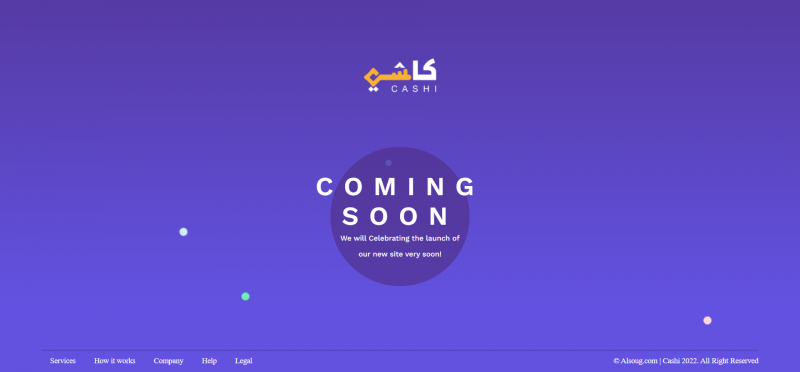 كاشي
CASHI
COMING
SOON
We will Celebrating the launch of
our new site very soon!
Services How it works Company Help Legal
© Alsoug.com | Cashi 2022. All Right Reserved